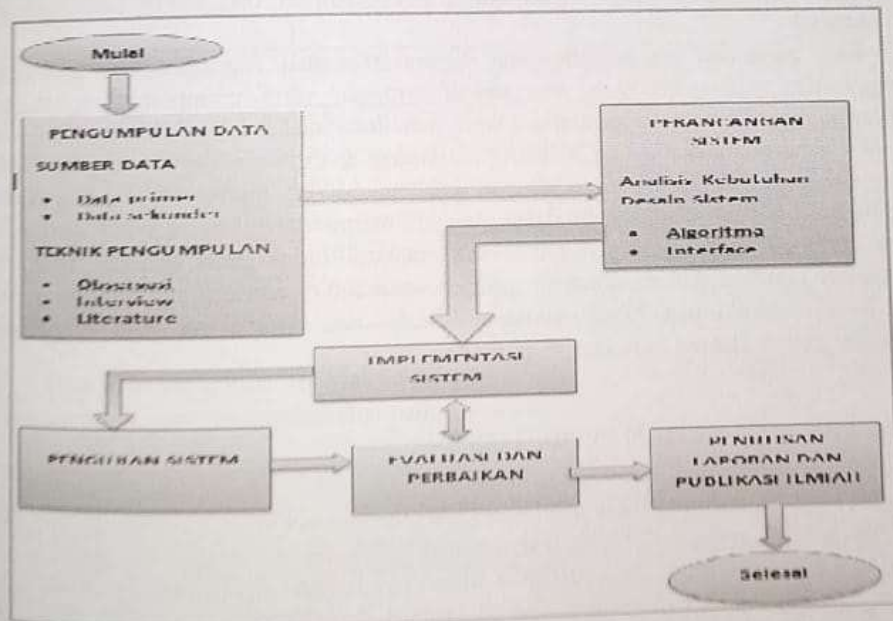 Mulai
PENGUMPULAN DATA
SUMBER DATA
• Data primer
• Data sekunder
TEKNIK PENGUMPULAN
• Observasi
• Interview
• Literature
PERANCANGAN
SISTEM
Analisis Kebutuhan
Desain Sistem
• Algoritma
• Interface
IMPLEMENTASI
SISTEM
PENGUJIAN SISTEM
EVALUASI DAN
PERBAIKAN
PENULISAN
LAPORAN DAN
PUBLIKASI ILMIAH
Selesai